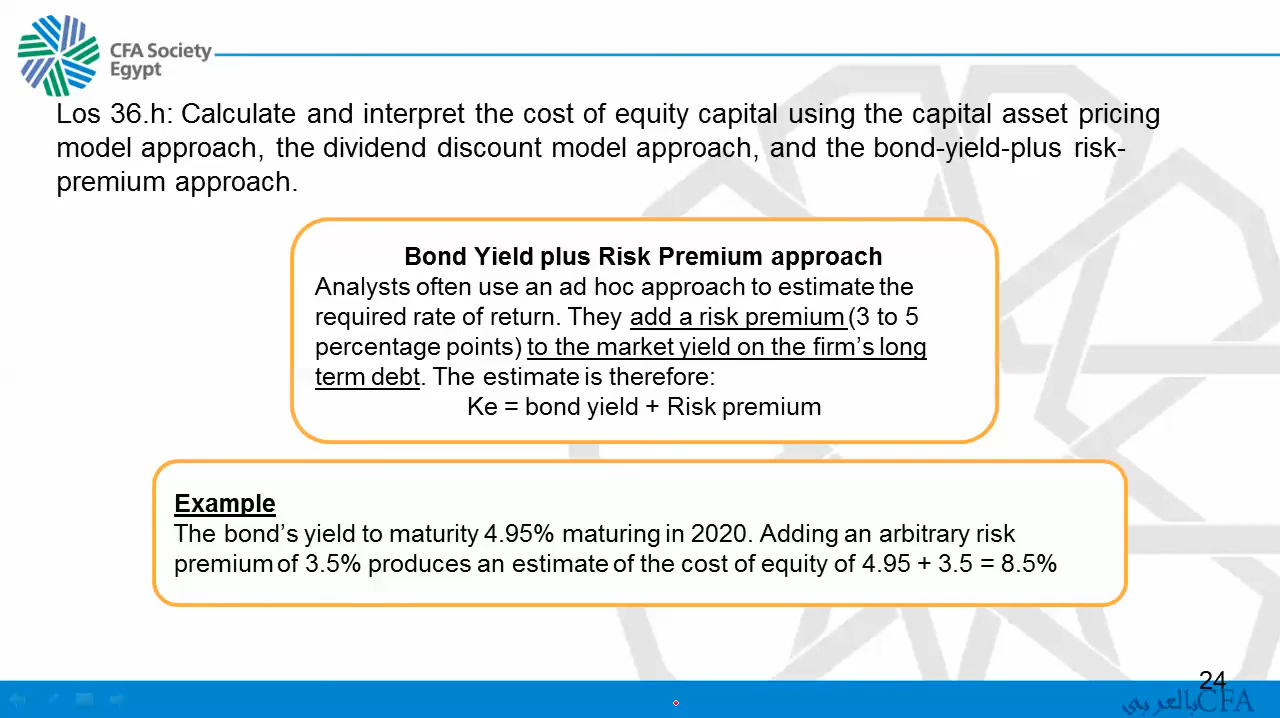 CFA Society
Egypt
Los 36.h: Calculate and interpret the cost of equity capital using the capital asset pricing
model approach, the dividend discount model approach, and the bond-yield-plus risk-
premium approach.
Bond Yield plus Risk Premium approach
Analysts often use an ad hoc approach to estimate the
required rate of return. They add a risk premium (3 to 5
percentage points) to the market yield on the firm's long
term debt. The estimate is therefore:
Ke = bond yield + Risk premium
Example
The bond's yield to maturity 4.95% maturing in 2020. Adding an arbitrary risk
premium of 3.5% produces an estimate of the cost of equity of 4.95 + 3.5 = 8.5%
24
CFA بالعربي